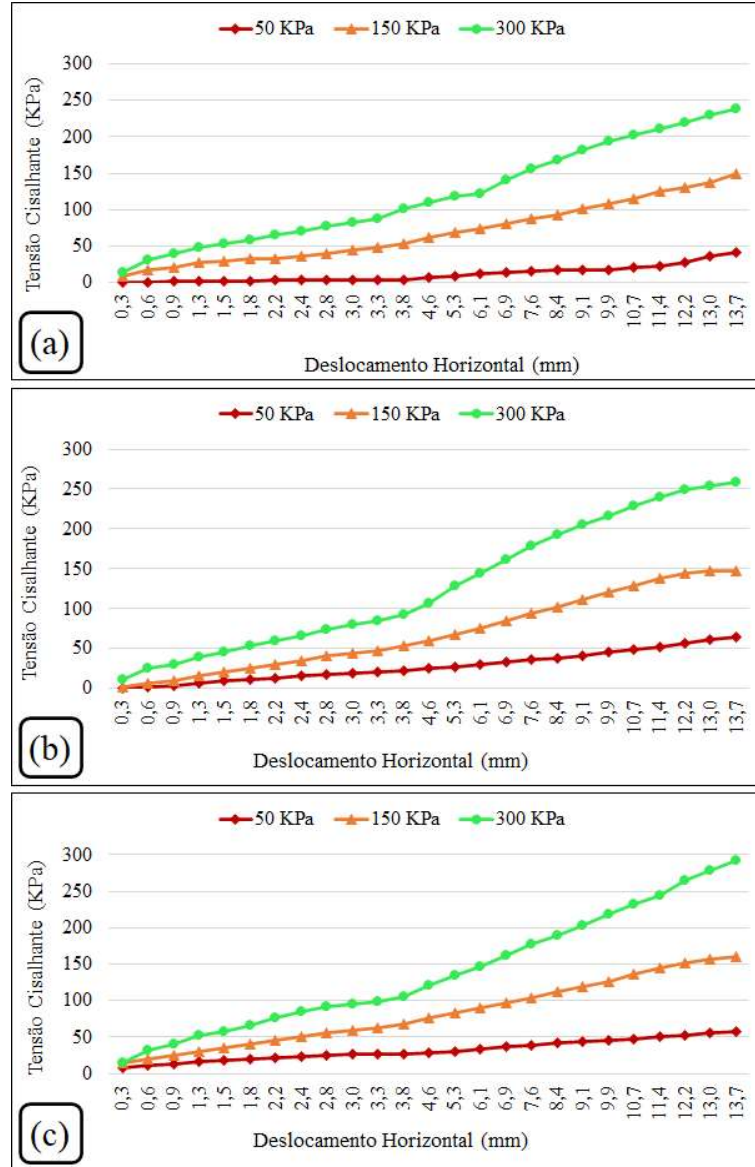 50 KPa 150 KPa 300 KPa
300
250
200
150
100
50
0
Tensão Cisalhante (KPa)
0,3 0,6 0,9 1,3 1,5 1,8 2,2 2,4 2,8 3,0 3,3 3,8 4,6 5,3 6,1 6,9 7,6 8,4 9,1 9,9 10,7 11,4 12,2 13,0 13,7
Deslocamento Horizontal (mm)
(a)
50 KPa 150 KPa 300 KPa
300
250
200
150
100
50
0
Tensão Cisalhante (KPa)
0,3 0,6 0,9 1,3 1,5 1,8 2,2 2,4 2,8 3,0 3,3 3,8 4,6 5,3 6,1 6,9 7,6 8,4 9,1 9,9 10,7 11,4 12,2 13,0 13,7
Deslocamento Horizontal (mm)
(b)
50 KPa 150 KPa 300 KPa
300
250
200
150
100
50
0
Tensão Cisalhante (KPa)
0,3 0,6 0,9 1,3 1,5 1,8 2,2 2,4 2,8 3,0 3,3 3,8 4,6 5,3 6,1 6,9 7,6 8,4 9,1 9,9 10,7 11,4 12,2 13,0 13,7
Deslocamento Horizontal (mm)
(c)